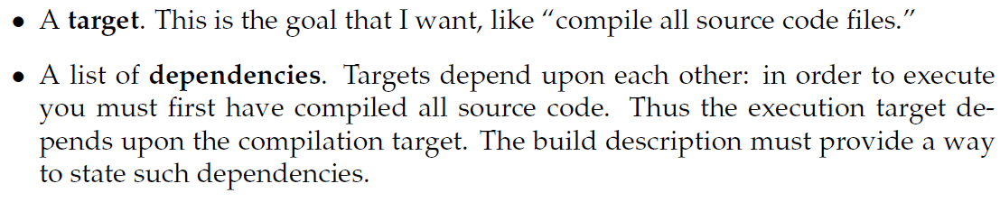 • A target. This is the goal that I want, like “compile all source code files.”
• A list of dependencies. Targets depend upon each other: in order to execute
you must first have compiled all source code. Thus the execution target de-
pends upon the compilation target. The build description must provide a way
to state such dependencies.